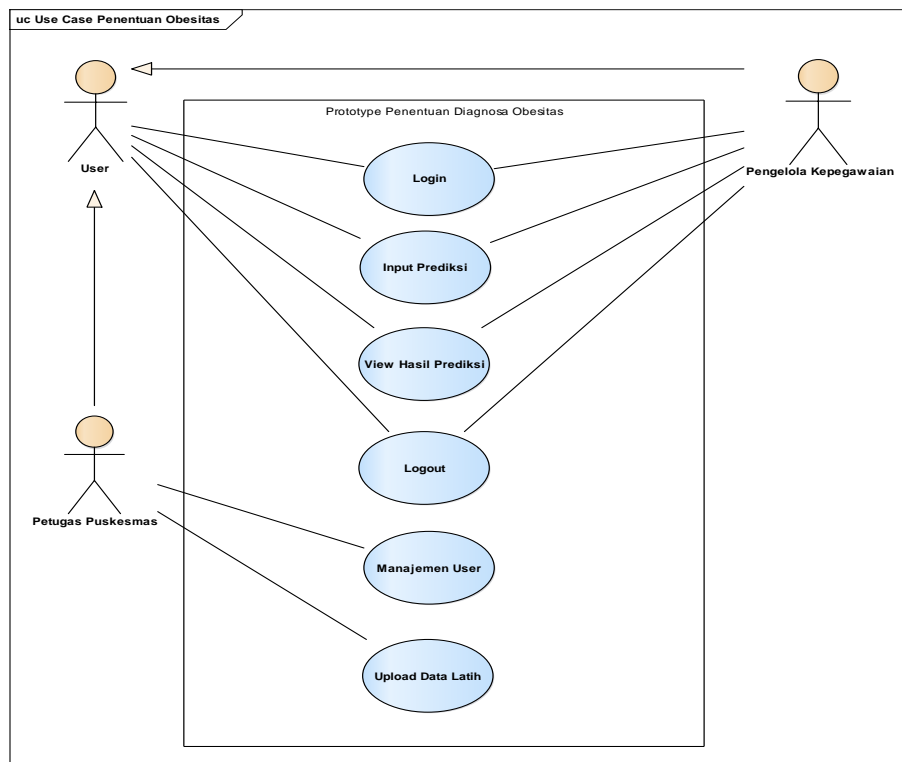 uc Use Case Penentuan Obesitas
Prototype Penentuan Diagnosa Obesitas
User
Pengelola Kepegawaian
Login
Input Prediksi
View Hasil Prediksi
Logout
Petugas Puskesmas
Manajemen User
Upload Data Latih